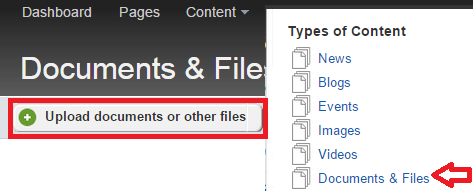 Dashboard Pages Content
Documents & Files
Upload documents or other files
Types of Content
News
Blogs
Events
Images
Videos
Documents & Files